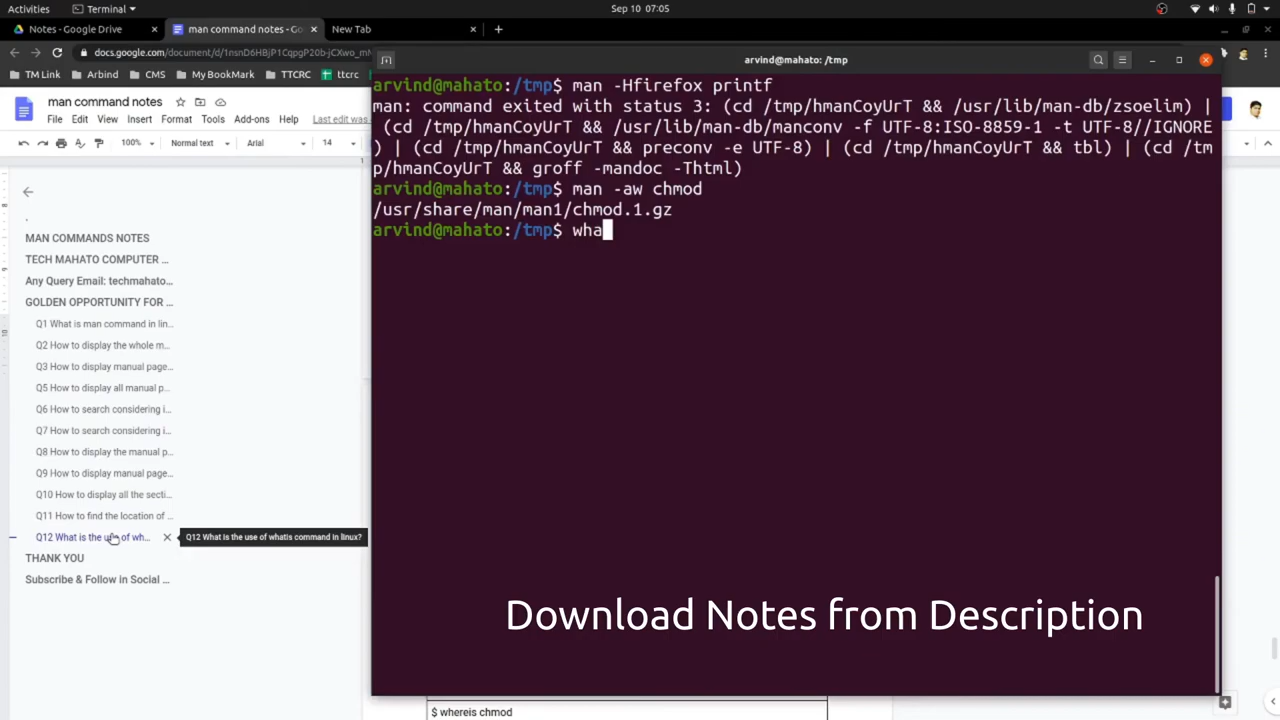 Activities
Terminal
Sep 10 07:05
Notes - Google Drive
man command notes - Go
New Tab
docs.google.com/document/d/1nsnD6HBjP1CqpgP20b-jCXwo_m
TM Link
Arbind
CMS
MyBookMark
TTCRC
ttcrc
man command notes
File Edit View Insert Format Tools Add-ons Help Last edit was
100%
Normal text
Arial
14
MAN COMMANDS NOTES
TECH MAHATO COMPUTER ...
Any Query Email: techmahato...
GOLDEN OPPORTUNITY FOR ...
Q1 What is man command in lin...
Q2 How to display the whole m...
Q3 How to display manual page...
Q5 How to display all manual p...
Q6 How to search considering i...
Q7 How to search considering i...
Q8 How to display the manual p...
Q9 How to display manual page...
Q10 How to display all the secti...
Q11 How to find the location of ...
Q12 What is the use of wh...
Q12 What is the use of whatis command in linux?
THANK YOU
Subscribe & Follow in Social ...
arvind@mahato: /tmp
arvind@mahato:/tmp$ man -Hfirefox printf
man: command exited with status 3: (cd /tmp/hmanCoyUrT && /usr/lib/man-db/zsoelim) |
(cd /tmp/hmanCoyUrT && /usr/lib/man-db/manconv -f UTF-8:ISO-8859-1 -t UTF-8//IGNORE
) | (cd /tmp/hmanCoyUrT && preconv -e UTF-8) | (cd /tmp/hmanCoyUrT && tbl) | (cd /tm
p/hmanCoyUrT && groff -mandoc -Thtml)
arvind@mahato:/tmp$ man -aw chmod
/usr/share/man/man1/chmod.1.gz
arvind@mahato:/tmp$ wha
Download Notes from Description
$ whereis chmod